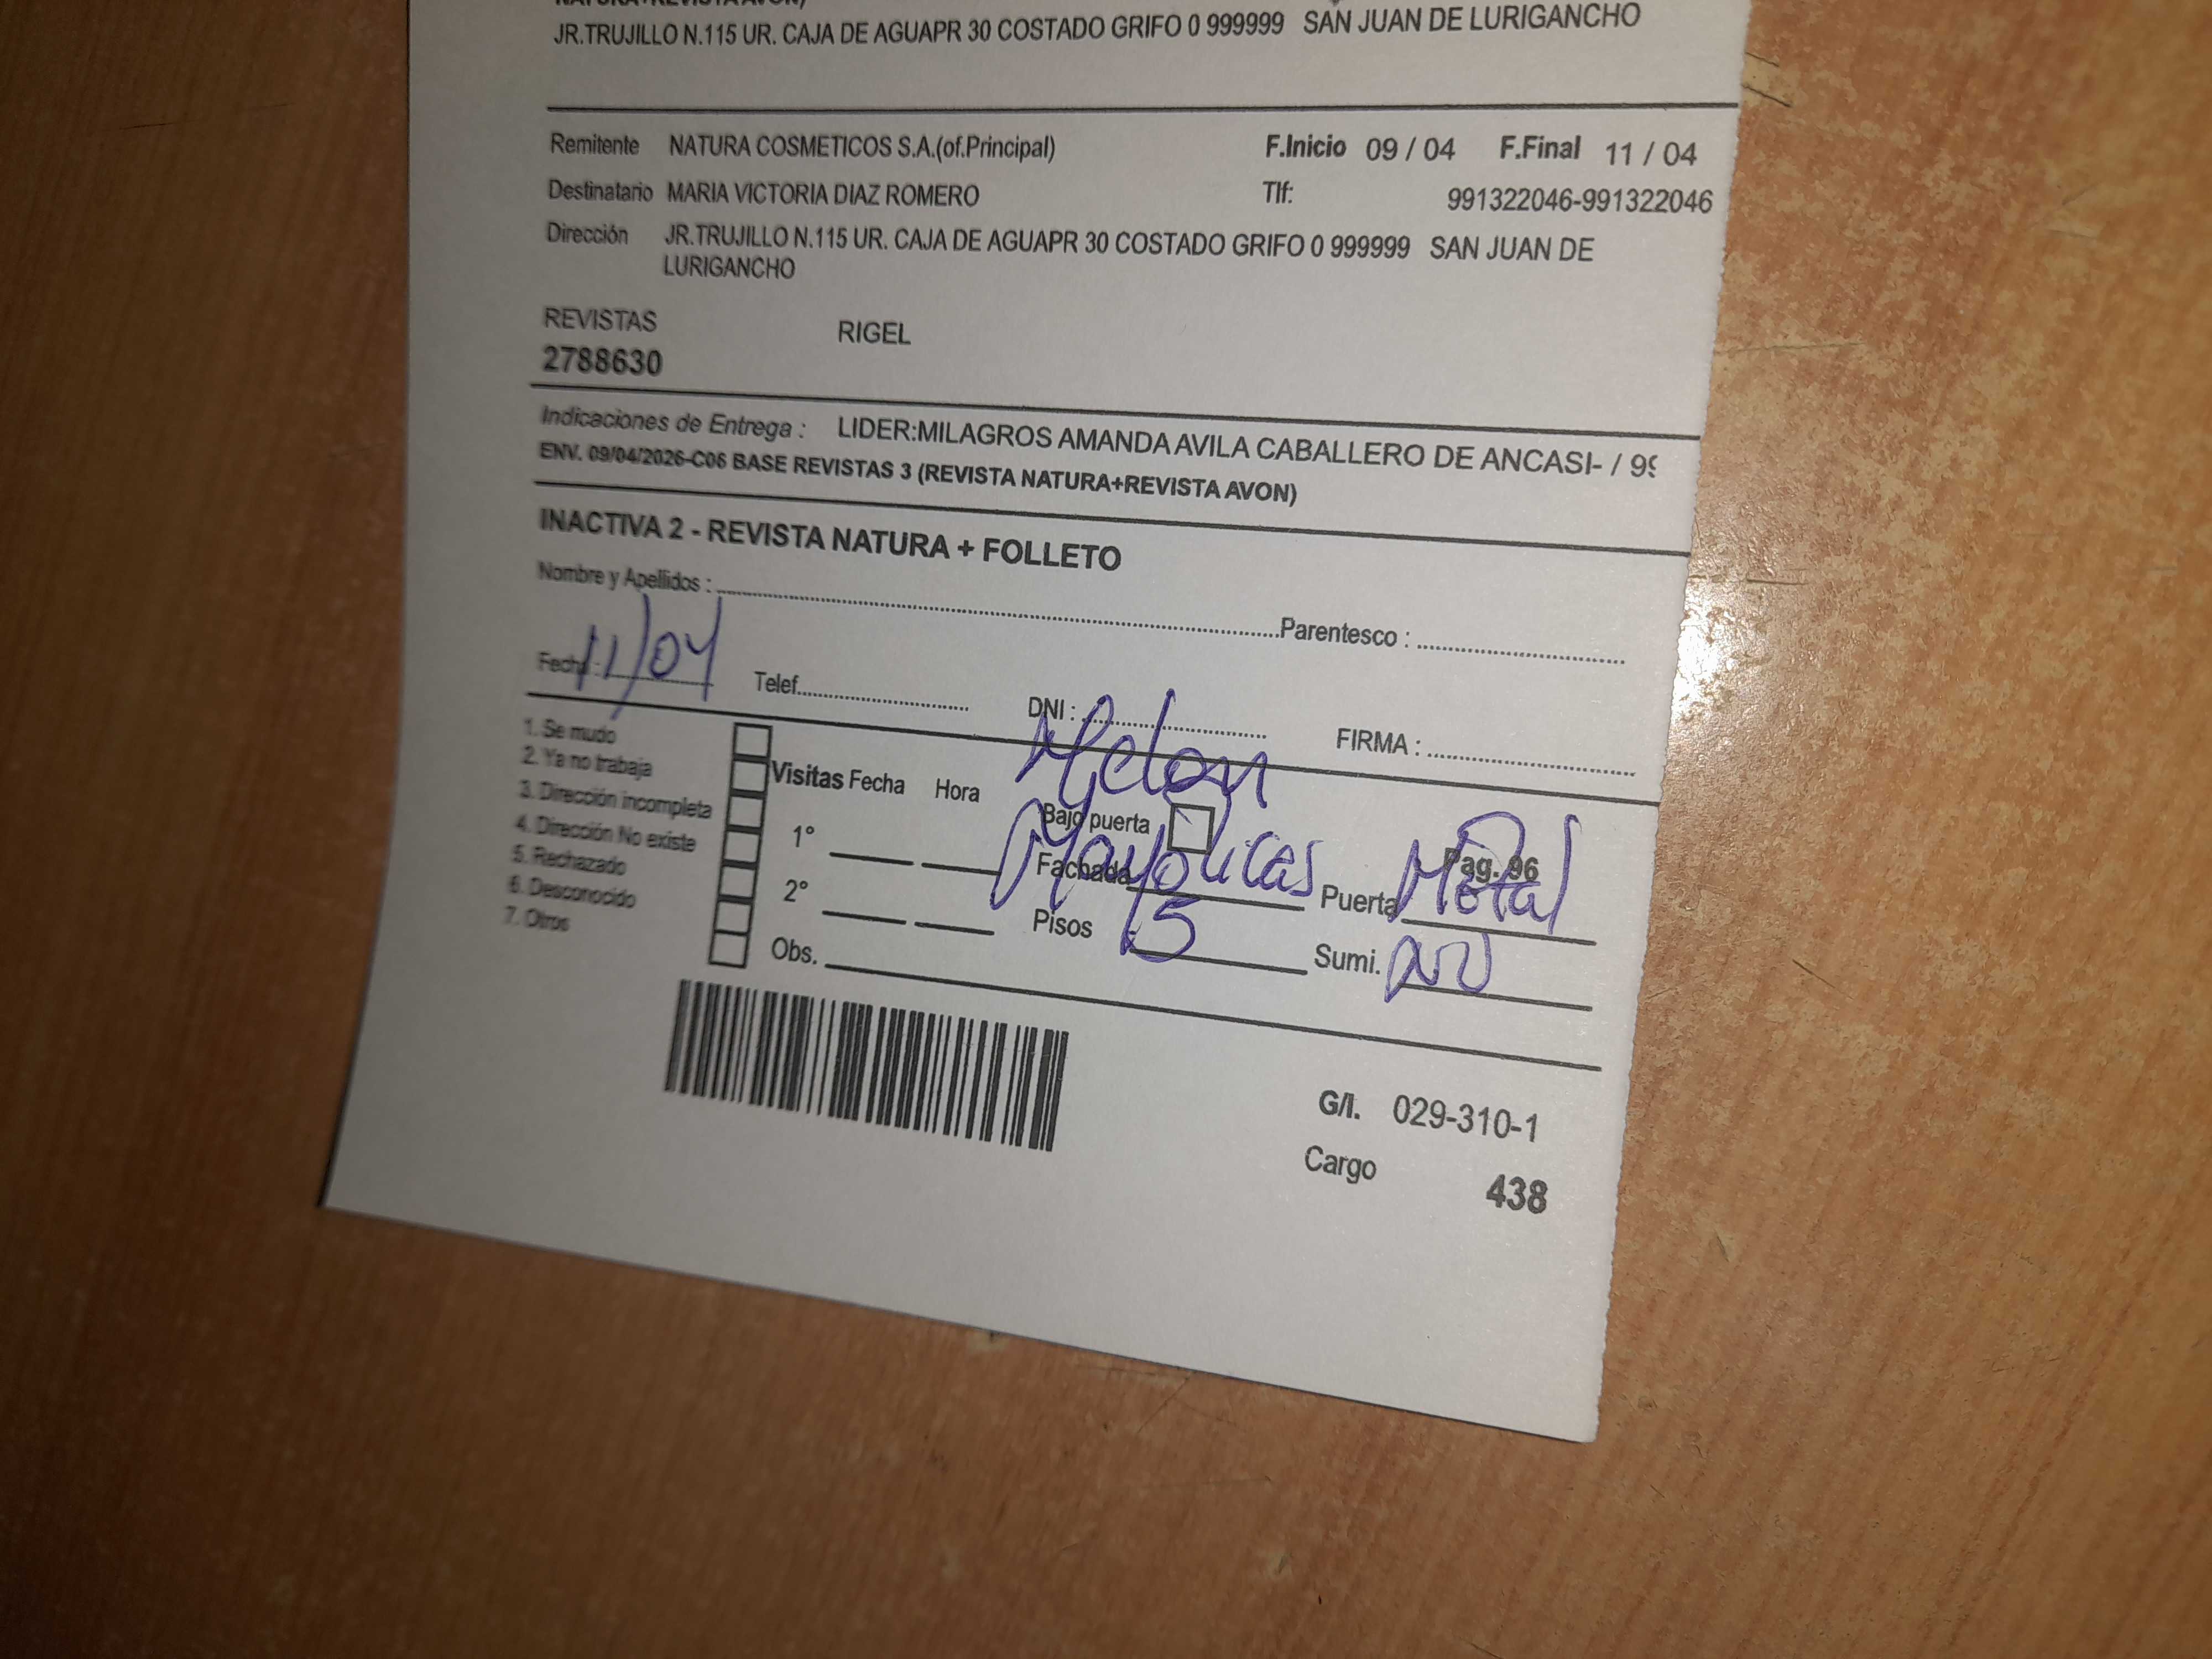 NATURA+REVISTA AVON)
JR.TRUJILLO N.115 UR. CAJA DE AGUAPR 30 COSTADO GRIFO 0 999999 SAN JUAN DE LURIGANCHO
Remitente NATURA COSMETICOS S.A.(of.Principal) F.Inicio 09 / 04 F.Final 11 / 04
Destinatario MARIA VICTORIA DIAZ ROMERO Tlf: 991322046-991322046
Dirección JR.TRUJILLO N.115 UR. CAJA DE AGUAPR 30 COSTADO GRIFO 0 999999 SAN JUAN DE
LURIGANCHO
REVISTAS RIGEL
2788630
Indicaciones de Entrega : LIDER:MILAGROS AMANDA AVILA CABALLERO DE ANCASI- / 99
ENV. 09/04/2026-C06 BASE REVISTAS 3 (REVISTA NATURA+REVISTA AVON)
INACTIVA 2 - REVISTA NATURA + FOLLETO
Nombre y Apellidos : Parentesco :
Fecha : 11/04 Telef. DNI : FIRMA :
1. Se mudo
2. Ya no trabaja
3. Dirección incompleta
4. Dirección No existe
5. Rechazado
6. Desconocido
7. Otros
Visitas Fecha Hora
1°
2°
Obs.
Melon
Bajo puerta
Pag. 96
Fachada Mayolicas Puerta Metal
Pisos 5 Sumi.
G/I. 029-310-1
Cargo 438